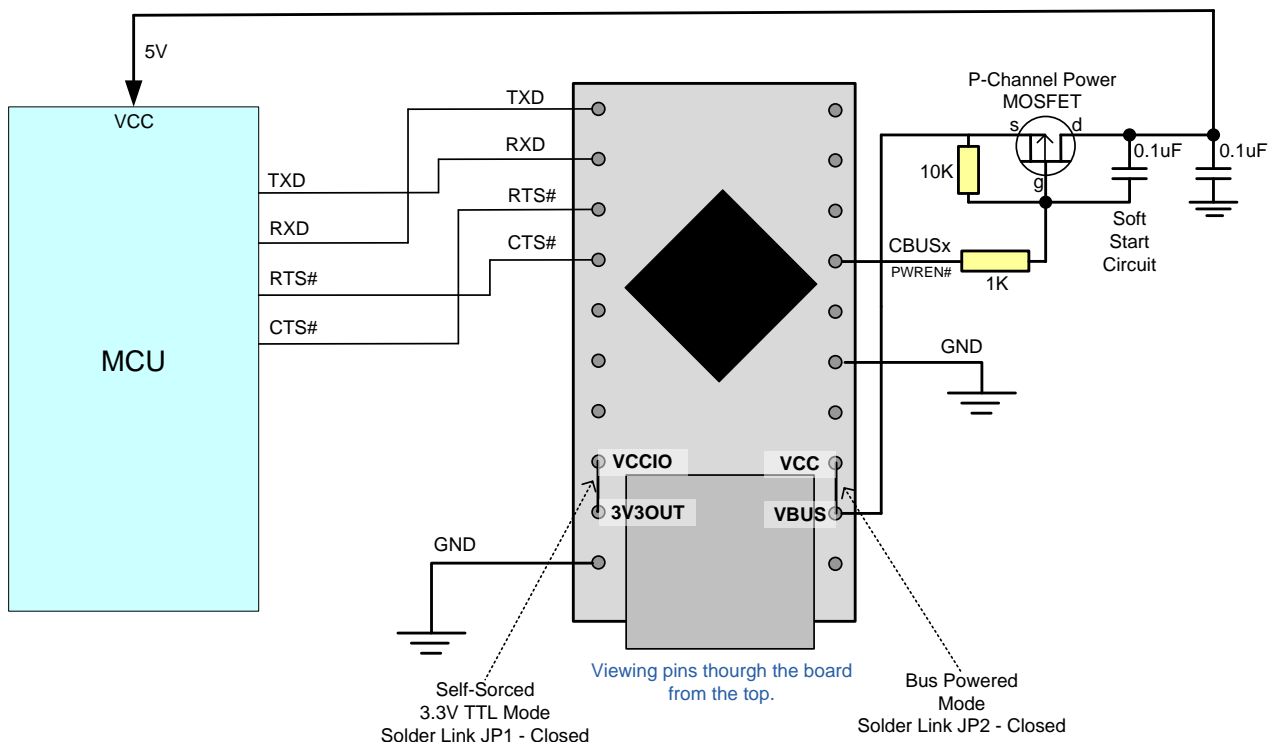 5V
VCC
MCU
TXD
RXD
RTS#
CTS#
TXD
RXD
RTS#
CTS#
VCCIO
3V3OUT
VCC
VBUS
GND
GND
P-Channel Power
MOSFET
s
d
g
10K
0.1uF
0.1uF
Soft
Start
Circuit
CBUSx
PWREN#
1K
Viewing pins thourgh the board
from the top.
Self-Sorced
3.3V TTL Mode
Solder Link JP1 - Closed
Bus Powered
Mode
Solder Link JP2 - Closed